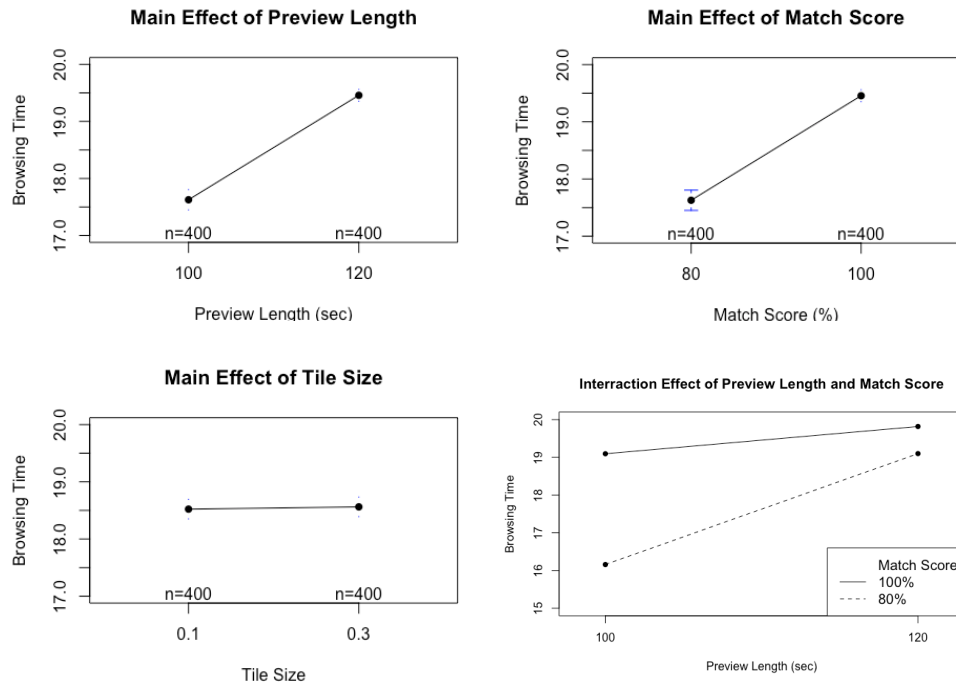 Main Effect of Preview Length
20.0
19.0
18.0
17.0
Browsing Time
n=400
n=400
100
120
Preview Length (sec)
Main Effect of Match Score
20.0
19.0
18.0
17.0
Browsing Time
n=400
n=400
80
100
Match Score (%)
Main Effect of Tile Size
20.0
19.0
18.0
17.0
Browsing Time
n=400
n=400
0.1
0.3
Tile Size
Interraction Effect of Preview Length and Match Score
20
19
18
17
16
15
Browsing Time
Match Score
100%
80%
100
120
Preview Length (sec)